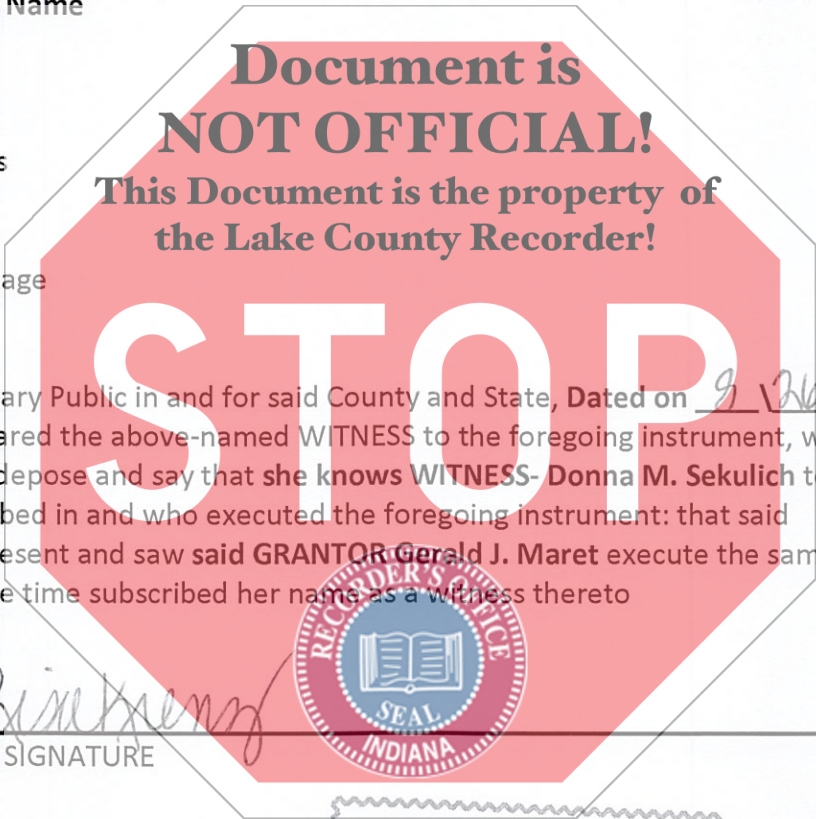 Name
Document is
NOT OFFICIAL!
This Document is the property of
the Lake County Recorder!
s
age
STOP
ary Public in and for said County and State, Dated on 2 \ 26
ared the above-named WITNESS to the foregoing instrument, w
depose and say that she knows WITNESS- Donna M. Sekulich t
bed in and who executed the foregoing instrument: that said
esent and saw said GRANTOR Gerald J. Maret execute the sam
e time subscribed her name as a witness thereto
RECORDER'S OFFICE
SEAL
INDIANA
SIGNATURE